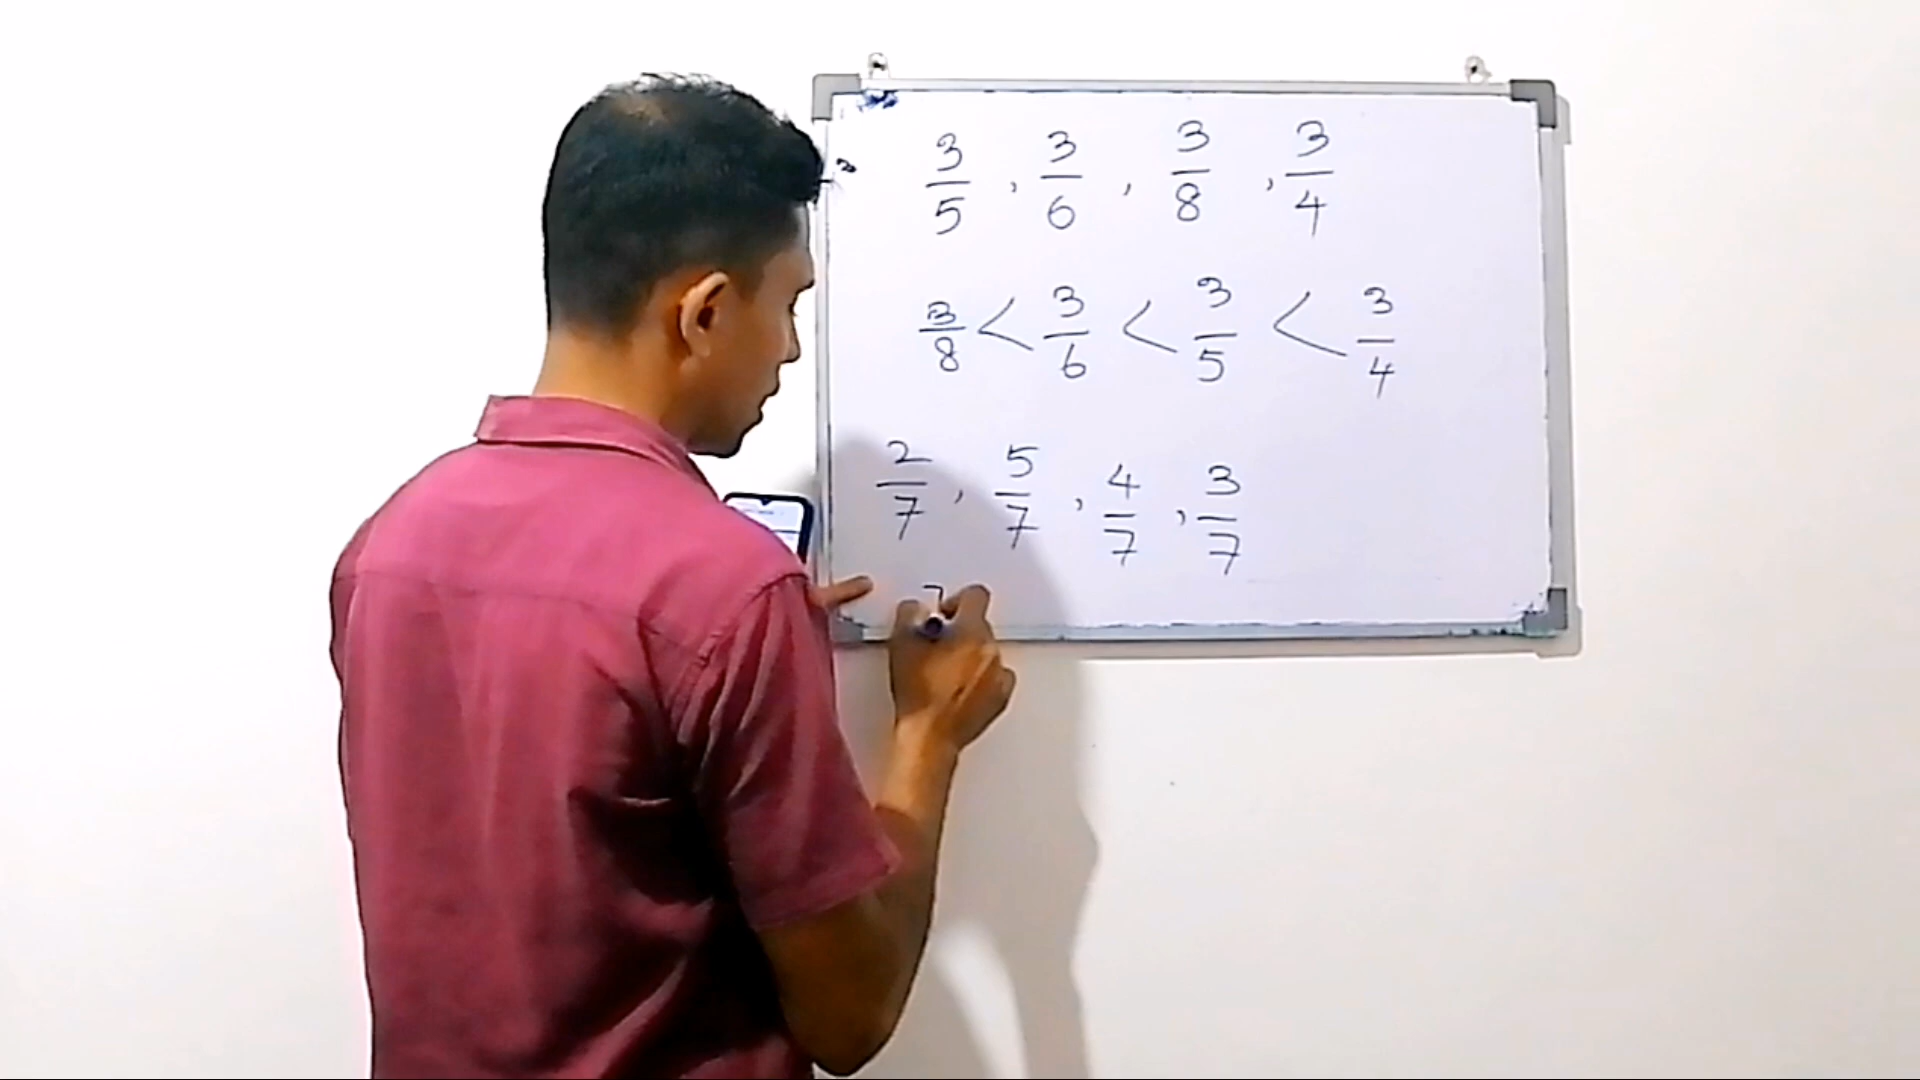 3/5 , 3/6 , 3/8 , 3/4
3/8 < 3/6 < 3/5 < 3/4
2/7 , 5/7 , 4/7 , 3/7